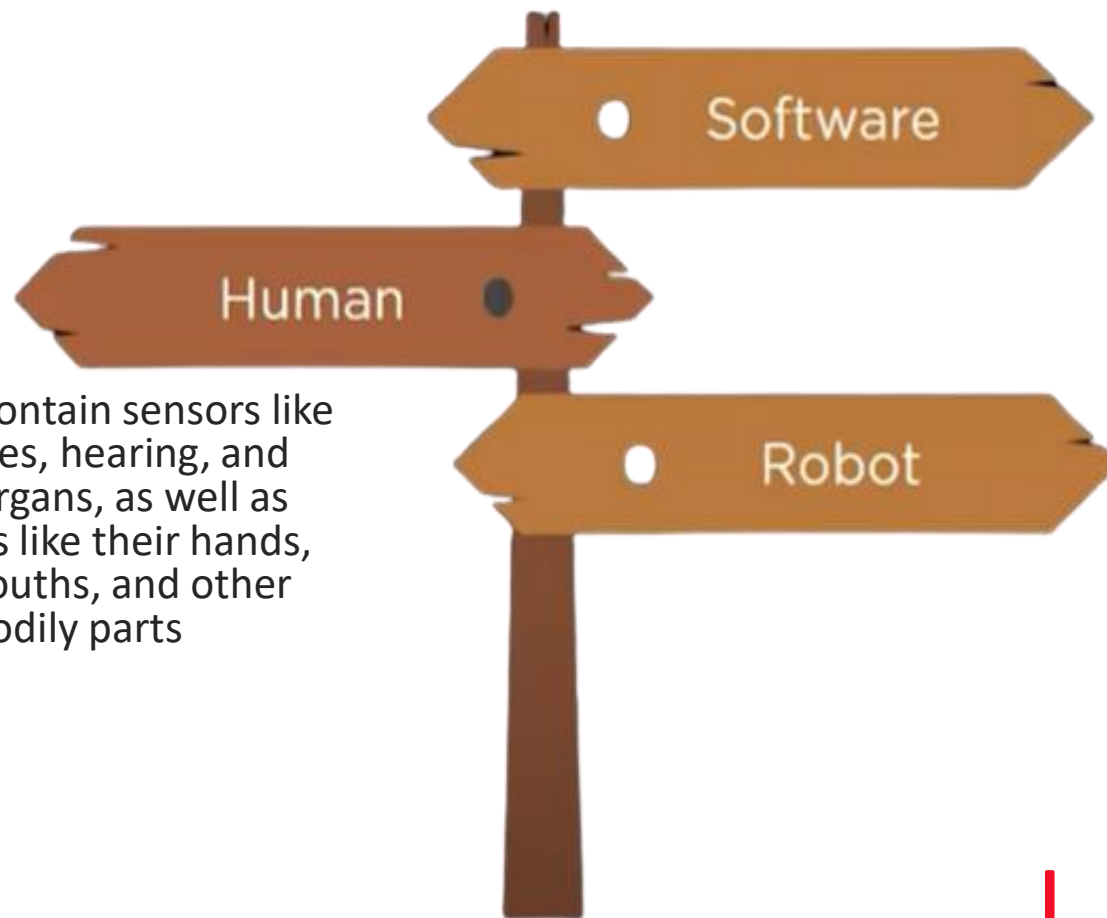 Software
Human
Robot
ontain sensors like
es, hearing, and
rgans, as well as
s like their hands,
ouths, and other
odily parts